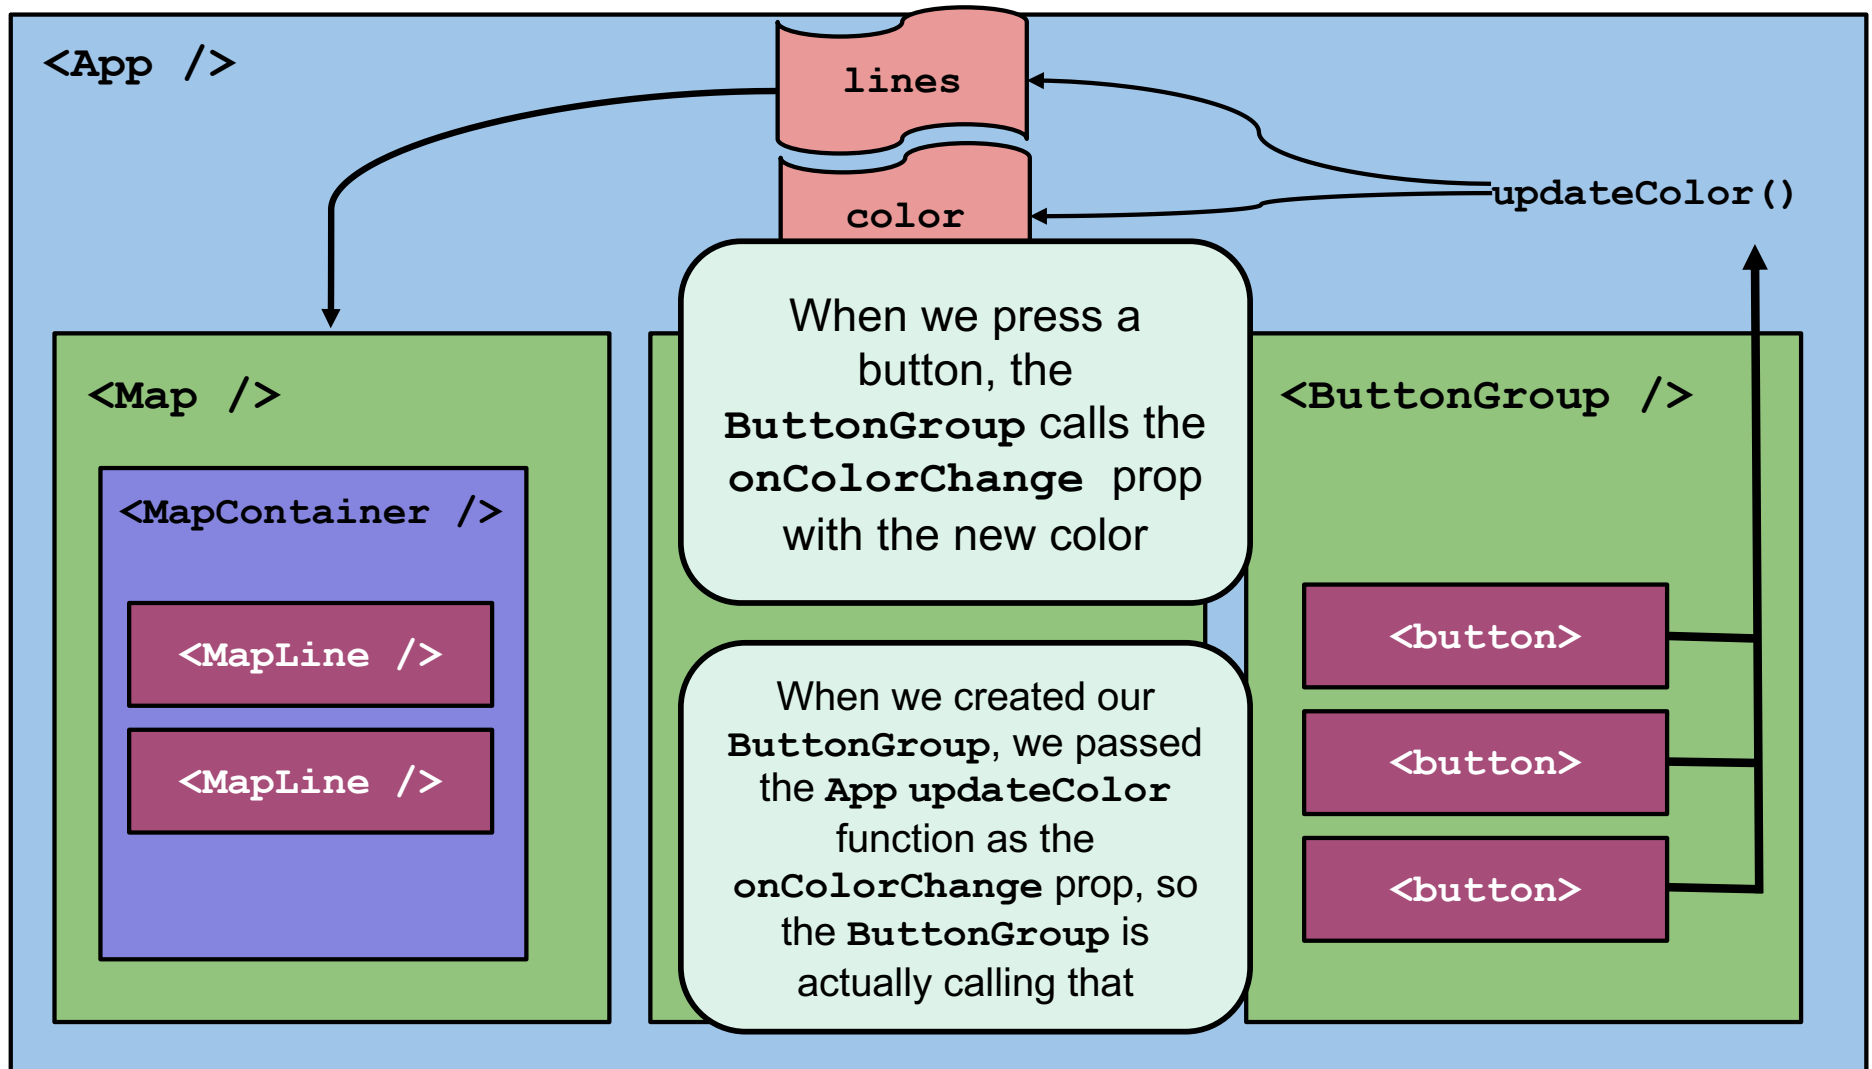 <App />
lines
color
updateColor()
<Map />
<MapContainer />
<MapLine />
<MapLine />
When we press a
button, the
ButtonGroup calls the
onColorChange prop
with the new color
When we created our
ButtonGroup, we passed
the App updateColor
function as the
onColorChange prop, so
the ButtonGroup is
actually calling that
<ButtonGroup />
<button>
<button>
<button>